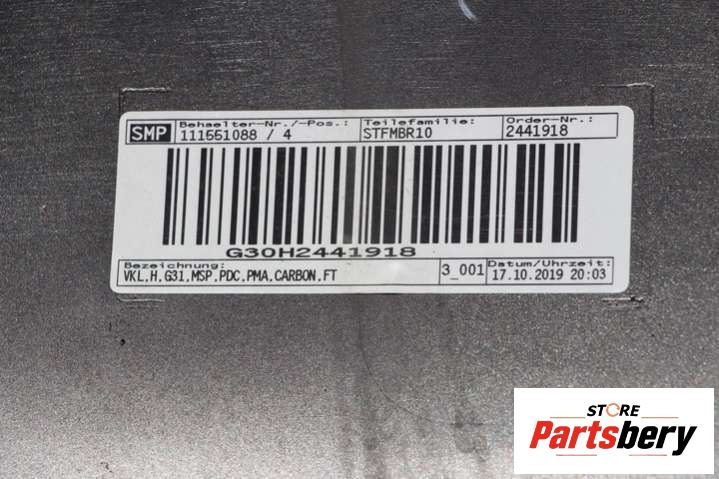 SMP
Behaelter-Nr./-Pos.:
111651088 / 4
Teilefamilie:
STFMBR10
Order-Nr.:
2441918
G30H2441918
Bezeichnung:
VKL,H,G31,MSP,PDC,PMA,CARBON,FT
3_001
Datum/Uhrzeit:
17.10.2019 20:03
STORE
Partsbery